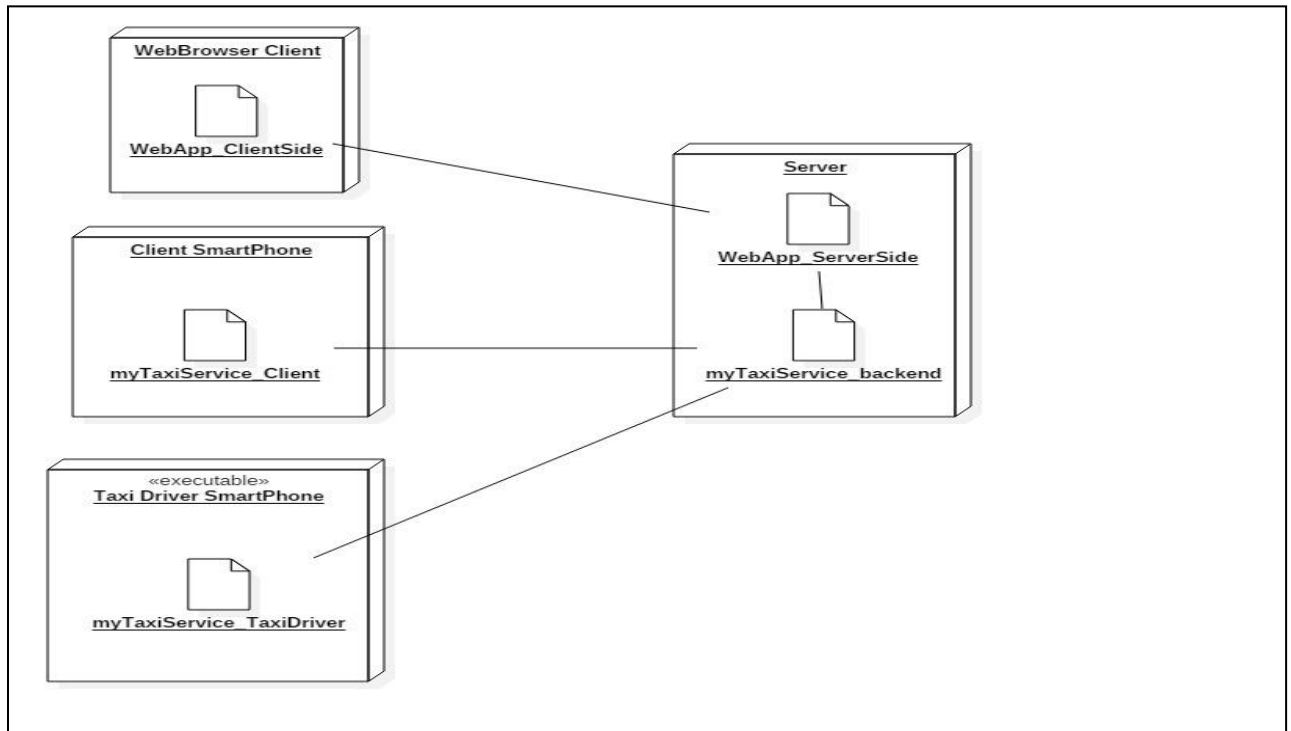 WebBrowser Client
WebApp_ClientSide
Client SmartPhone
myTaxiService_Client
«executable»
Taxi Driver SmartPhone
myTaxiService_TaxiDriver
Server
WebApp_ServerSide
myTaxiService_backend